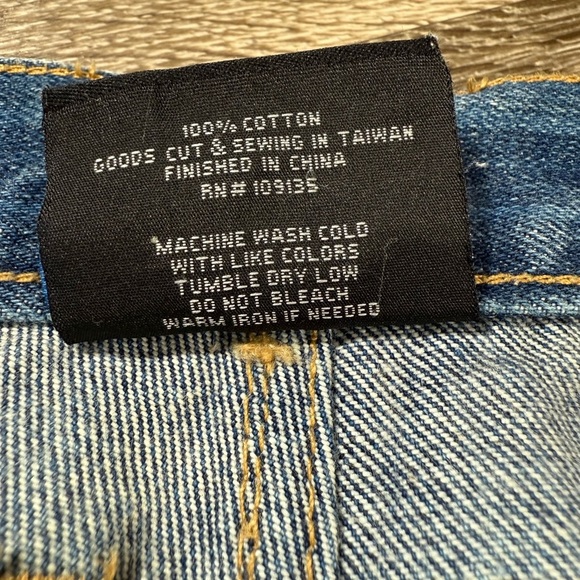 100% COTTON
GOODS CUT & SEWING IN TAIWAN
FINISHED IN CHINA
RN# 109135
MACHINE WASH COLD
WITH LIKE COLORS
TUMBLE DRY LOW
DO NOT BLEACH
WARM IRON IF NEEDED